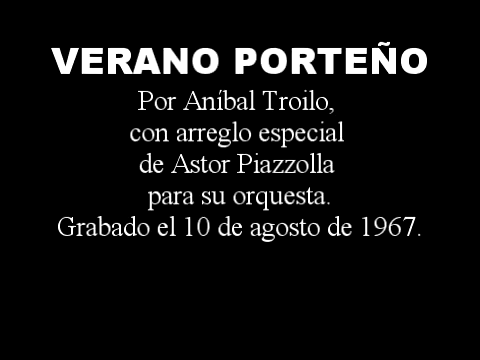 VERANO PORTEÑO
Por Aníbal Troilo,
con arreglo especial
de Astor Piazzolla
para su orquesta.
Grabado el 10 de agosto de 1967.